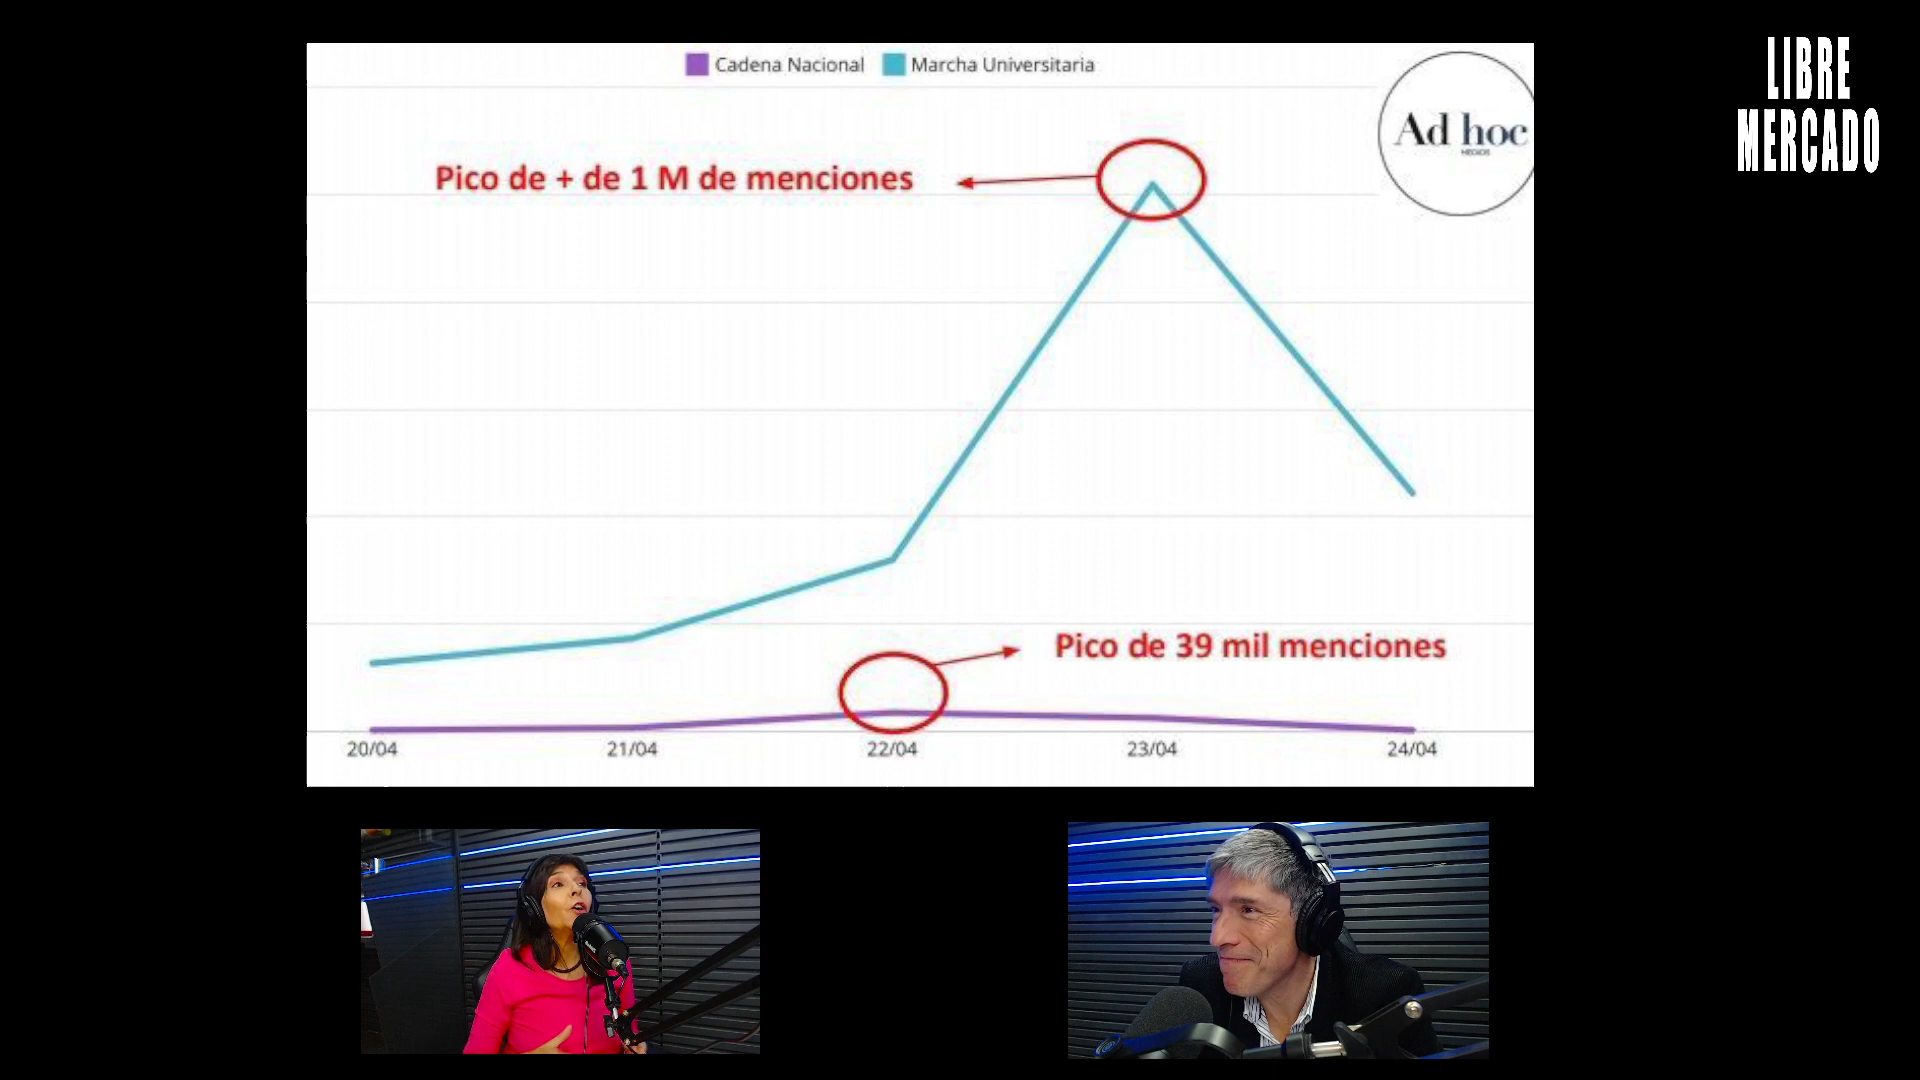 Cadena Nacional
Marcha Universitaria
LIBRE
MERCADO
Ad hoc
Pico de + de 1 M de menciones
Pico de 39 mil menciones
20/04
21/04
22/04
23/04
24/04